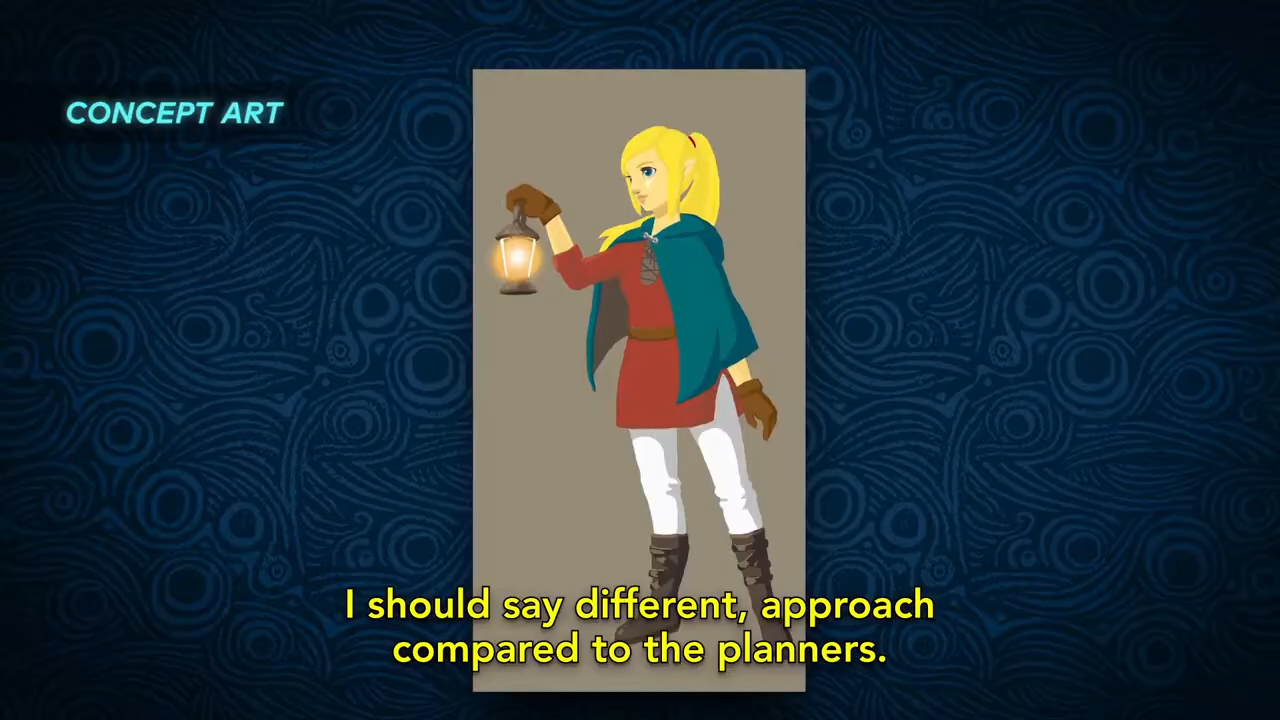 CONCEPT ART
I should say different, approach
compared to the planners.